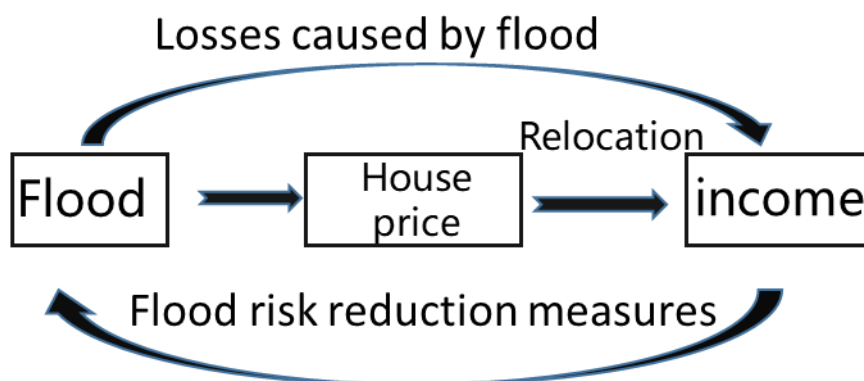 Losses caused by flood
Relocation
Flood
House
price
income
Flood risk reduction measures